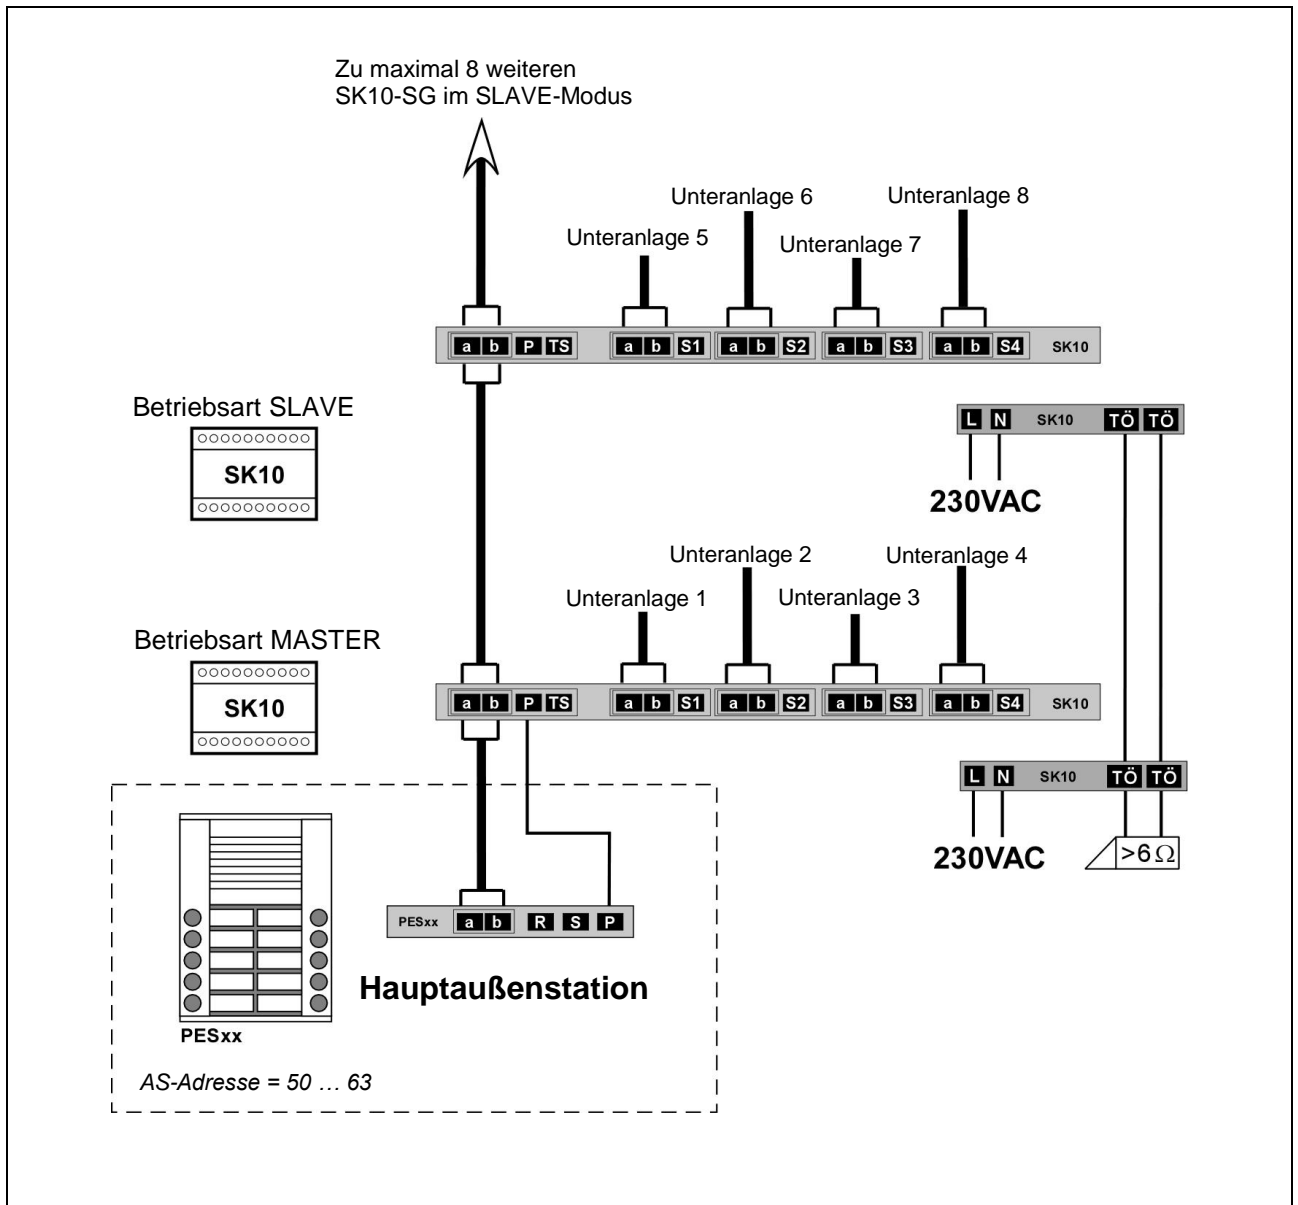 Zu maximal 8 weiteren
SK10-SG im SLAVE-Modus
Unteranlage 6
Unteranlage 8
Unteranlage 5
Unteranlage 7
a b P TS a b S1 a b S2 a b S3 a b S4 SK10
Betriebsart SLAVE
SK10
L N SK10 TÖ TÖ
230VAC
Unteranlage 2
Unteranlage 4
Unteranlage 1
Unteranlage 3
Betriebsart MASTER
SK10
a b P TS a b S1 a b S2 a b S3 a b S4 SK10
L N SK10 TÖ TÖ
230VAC
>6 Ω
PESxx a b R S P
Hauptaußenstation
PESxx
AS-Adresse = 50 … 63